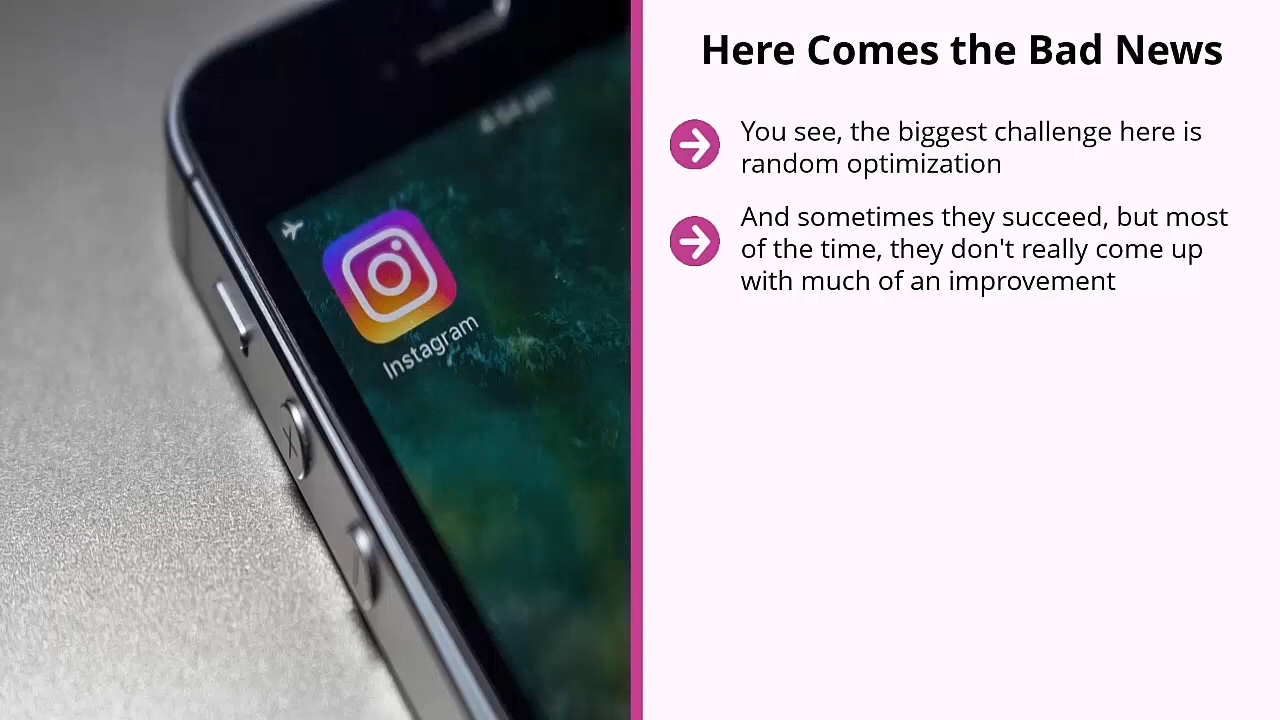 Here Comes the Bad News
You see, the biggest challenge here is
random optimization
And sometimes they succeed, but most
of the time, they don't really come up
with much of an improvement
Instagram